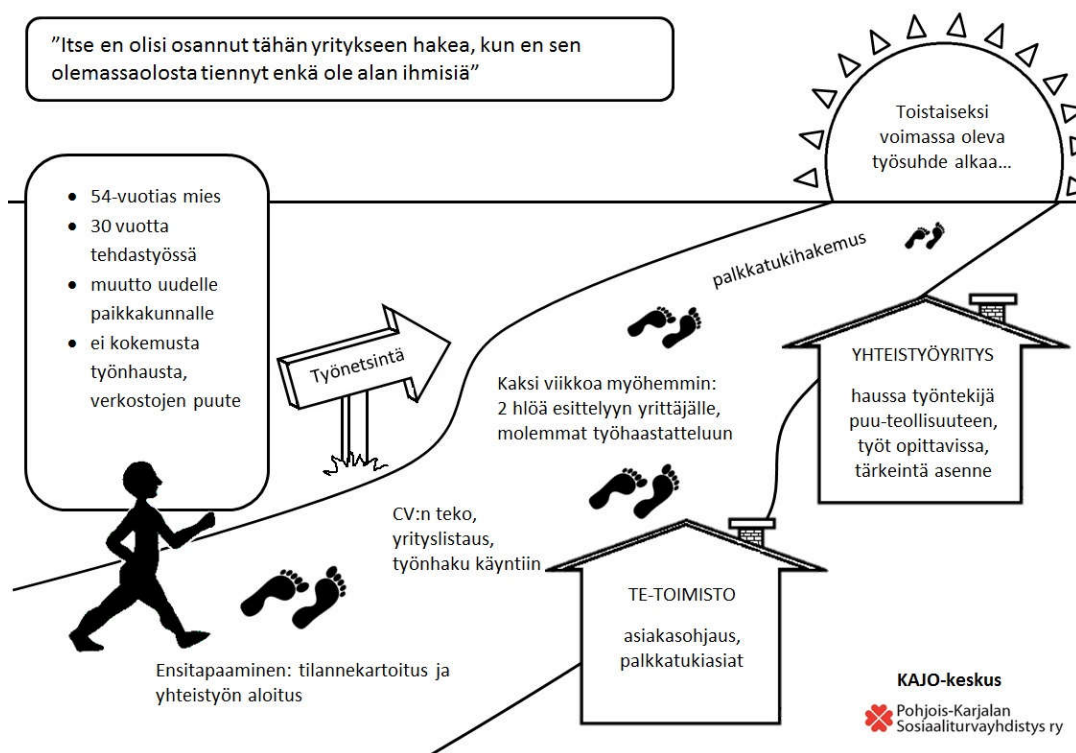 ”Itse en olisi osannut tähän yritykseen hakea, kun en sen
olemassaolosta tiennyt enkä ole alan ihmisiä”
Toistaiseksi
voimassa oleva
työsuhde alkaa...
• 54-vuotias mies
• 30 vuotta
tehdastyössä
• muutto uudelle
paikkakunnalle
• ei kokemusta
työnhausta,
verkostojen puute
palkkatukihakemus
Työnetsintä
YHTEISTYÖYRITYS
haussa työntekijä
puu-teollisuuteen,
työt opittavissa,
tärkeintä asenne
Kaksi viikkoa myöhemmin:
2 hlöä esittelyyn yrittäjälle,
molemmat työhaastatteluun
CV:n teko,
yrityslistaus,
työnhaku käyntiin
TE-TOIMISTO
asiakasohjaus,
palkkatukiasiat
Ensitapaaminen: tilannekartoitus ja
yhteistyön aloitus
KAJO-keskus
Pohjois-Karjalan
Sosiaaliturvayhdistys ry